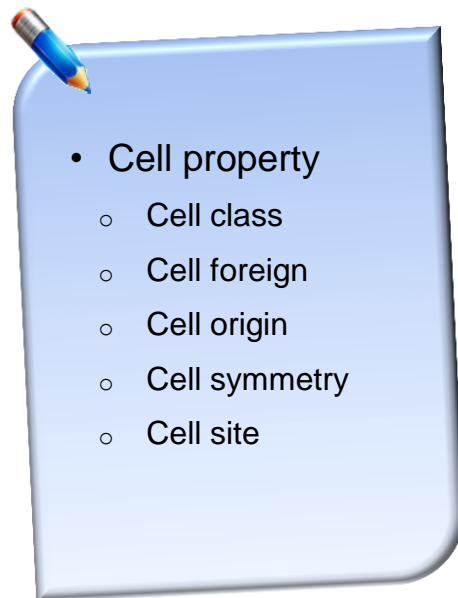 • Cell property
o Cell class
o Cell foreign
o Cell origin
o Cell symmetry
o Cell site